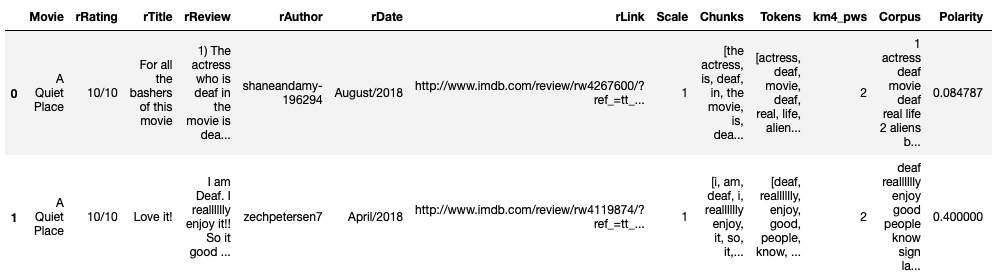 Movie rRating rTitle rReview rAuthor rDate rLink Scale Chunks Tokens km4_pws Corpus Polarity
0
A
Quiet
Place
10/10
For all
the
bashers
of this
movie
1) The
actress
who is
deaf in
the
movie is
dea...
shaneandamy-
196294
August/2018
http://www.imdb.com/review/rw4267600/?
ref_=tt_...
1
[the
actress,
is, deaf,
in, the
movie,
is,
dea...
[actress,
deaf,
movie,
deaf,
real, life,
alien...
2
1
actress
deaf
movie
deaf
real life
2 aliens
b...
0.084787
1
A
Quiet
Place
10/10
Love it!
I am
Deaf. I
realllllly
enjoy it!!
So it
good ...
zechpetersen7
April/2018
http://www.imdb.com/review/rw4119874/?
ref_=tt_...
1
[i, am,
deaf, i,
realllllly
enjoy,
it, so,
it,...
[deaf,
realllllly,
enjoy,
good,
people,
know, ...
2
deaf
realllllly
enjoy
good
people
know
sign
la...
0.400000